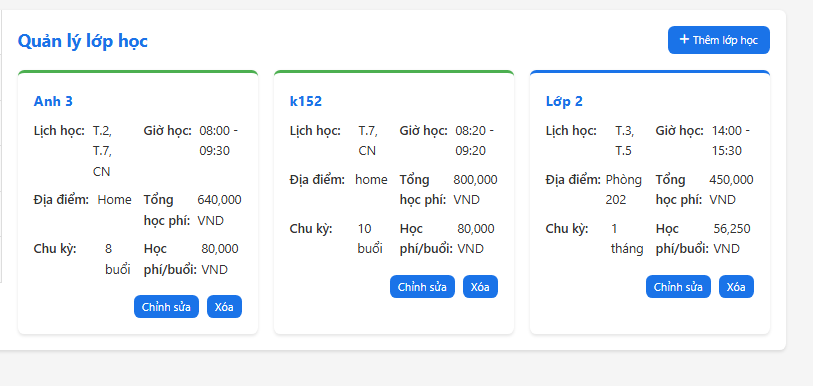 Quản lý lớp học
+ Thêm lớp học
Anh 3
Lịch học: T.2, Giờ học: 08:00 -
T.7, 09:30
CN
Địa điểm: Home Tổng 640,000
học phí: VND
Chu kỳ: 8 Học 80,000
buổi phí/buổi: VND
Chỉnh sửa Xóa
k152
Lịch học: T.7, Giờ học: 08:20 -
CN 09:20
Địa điểm: home Tổng 800,000
học phí: VND
Chu kỳ: 10 Học 80,000
buổi phí/buổi: VND
Chỉnh sửa Xóa
Lớp 2
Lịch học: T.3, Giờ học: 14:00 -
T.5 15:30
Địa điểm: Phòng Tổng 450,000
202 học phí: VND
Chu kỳ: 1 Học 56,250
tháng phí/buổi: VND
Chỉnh sửa Xóa